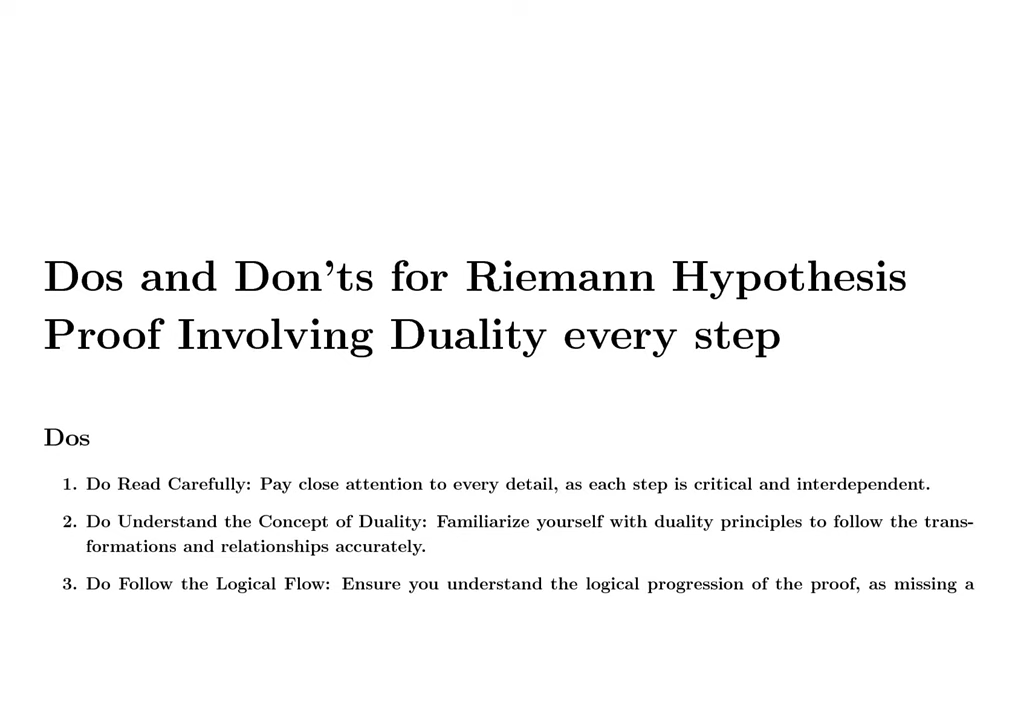 Dos and Don'ts for Riemann Hypothesis
Proof Involving Duality every step
Dos
1. Do Read Carefully: Pay close attention to every detail, as each step is critical and interdependent.
2. Do Understand the Concept of Duality: Familiarize yourself with duality principles to follow the trans-
formations and relationships accurately.
3. Do Follow the Logical Flow: Ensure you understand the logical progression of the proof, as missing a